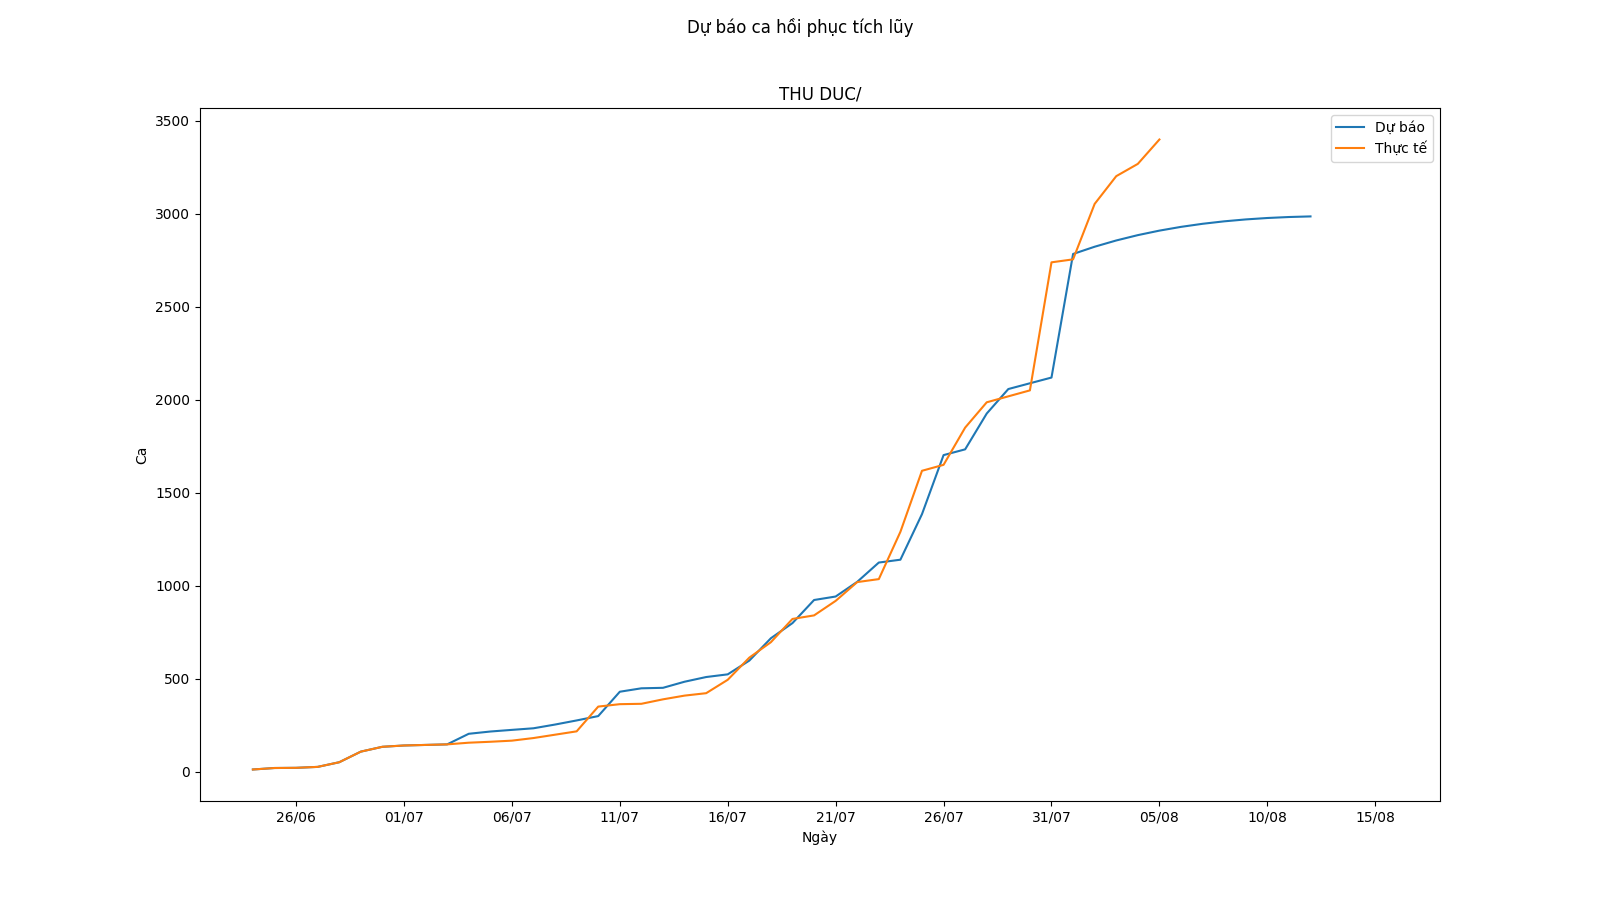 Dự báo ca hồi phục tích lũy
THU DUC/
Dự báo
Thực tế
3500
3000
2500
2000
1500
1000
500
0
Ca
26/06 01/07 06/07 11/07 16/07 21/07 26/07 31/07 05/08 10/08 15/08
Ngày